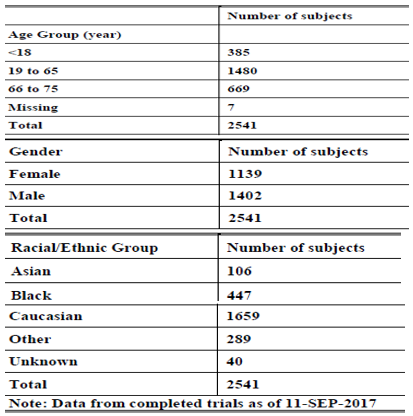 Number of subjects
Age Group (year)
<18 385
19 to 65 1480
66 to 75 669
Missing 7
Total 2541
Gender Number of subjects
Female 1139
Male 1402
Total 2541
Racial/Ethnic Group Number of subjects
Asian 106
Black 447
Caucasian 1659
Other 289
Unknown 40
Total 2541
Note: Data from completed trials as of 11-SEP-2017